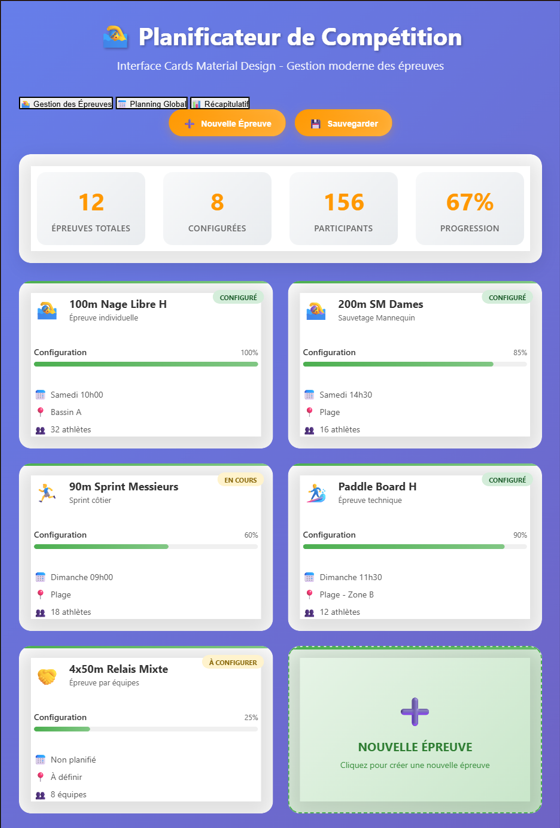 Planificateur de Compétition
Interface Cards Material Design - Gestion moderne des épreuves
Gestion des Épreuves
Planning Global
Récapitulatif
Nouvelle Épreuve
Sauvegarder
12
ÉPREUVES TOTALES
8
CONFIGURÉES
156
PARTICIPANTS
67%
PROGRESSION
CONFIGURÉ
100m Nage Libre H
Épreuve individuelle
Configuration 100%
Samedi 10h00
Bassin A
32 athlètes
CONFIGURÉ
200m SM Dames
Sauvetage Mannequin
Configuration 85%
Samedi 14h30
Plage
16 athlètes
EN COURS
90m Sprint Messieurs
Sprint côtier
Configuration 60%
Dimanche 09h00
Plage
18 athlètes
CONFIGURÉ
Paddle Board H
Épreuve technique
Configuration 90%
Dimanche 11h30
Plage - Zone B
12 athlètes
À CONFIGURER
4x50m Relais Mixte
Épreuve par équipes
Configuration 25%
Non planifié
À définir
8 équipes
NOUVELLE ÉPREUVE
Cliquez pour créer une nouvelle épreuve